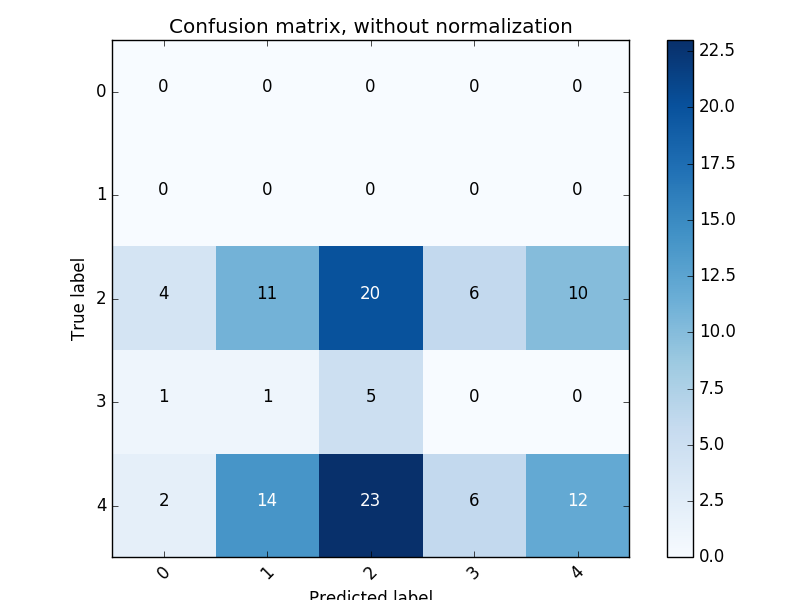 Confusion matrix, without normalization
0 0 0 0 0 0
1 0 0 0 0 0
2 4 11 20 6 10
3 1 1 5 0 0
4 2 14 23 6 12
0 1 2 3 4
True label
Predicted label
22.5
20.0
17.5
15.0
12.5
10.0
7.5
5.0
2.5
0.0